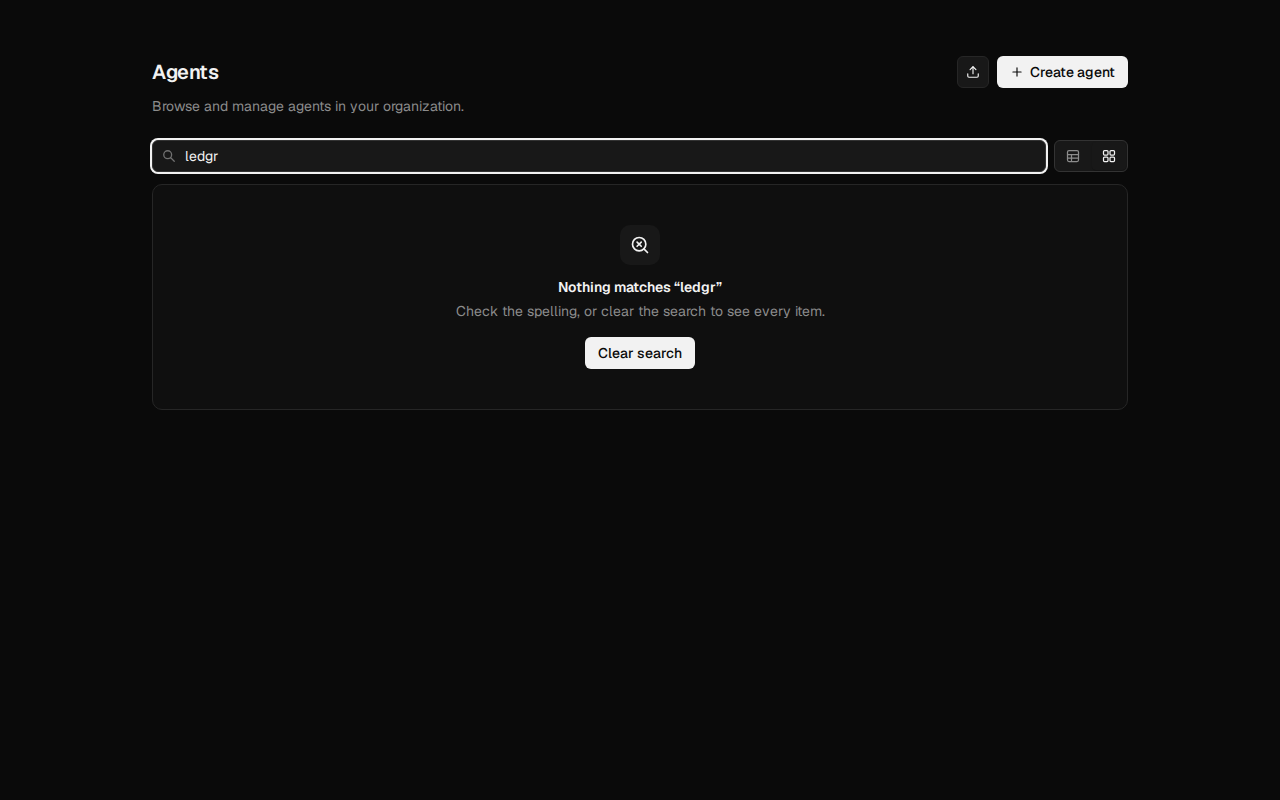 Agents
Create agent
Browse and manage agents in your organization.
ledgr
Nothing matches “ledgr”
Check the spelling, or clear the search to see every item.
Clear search